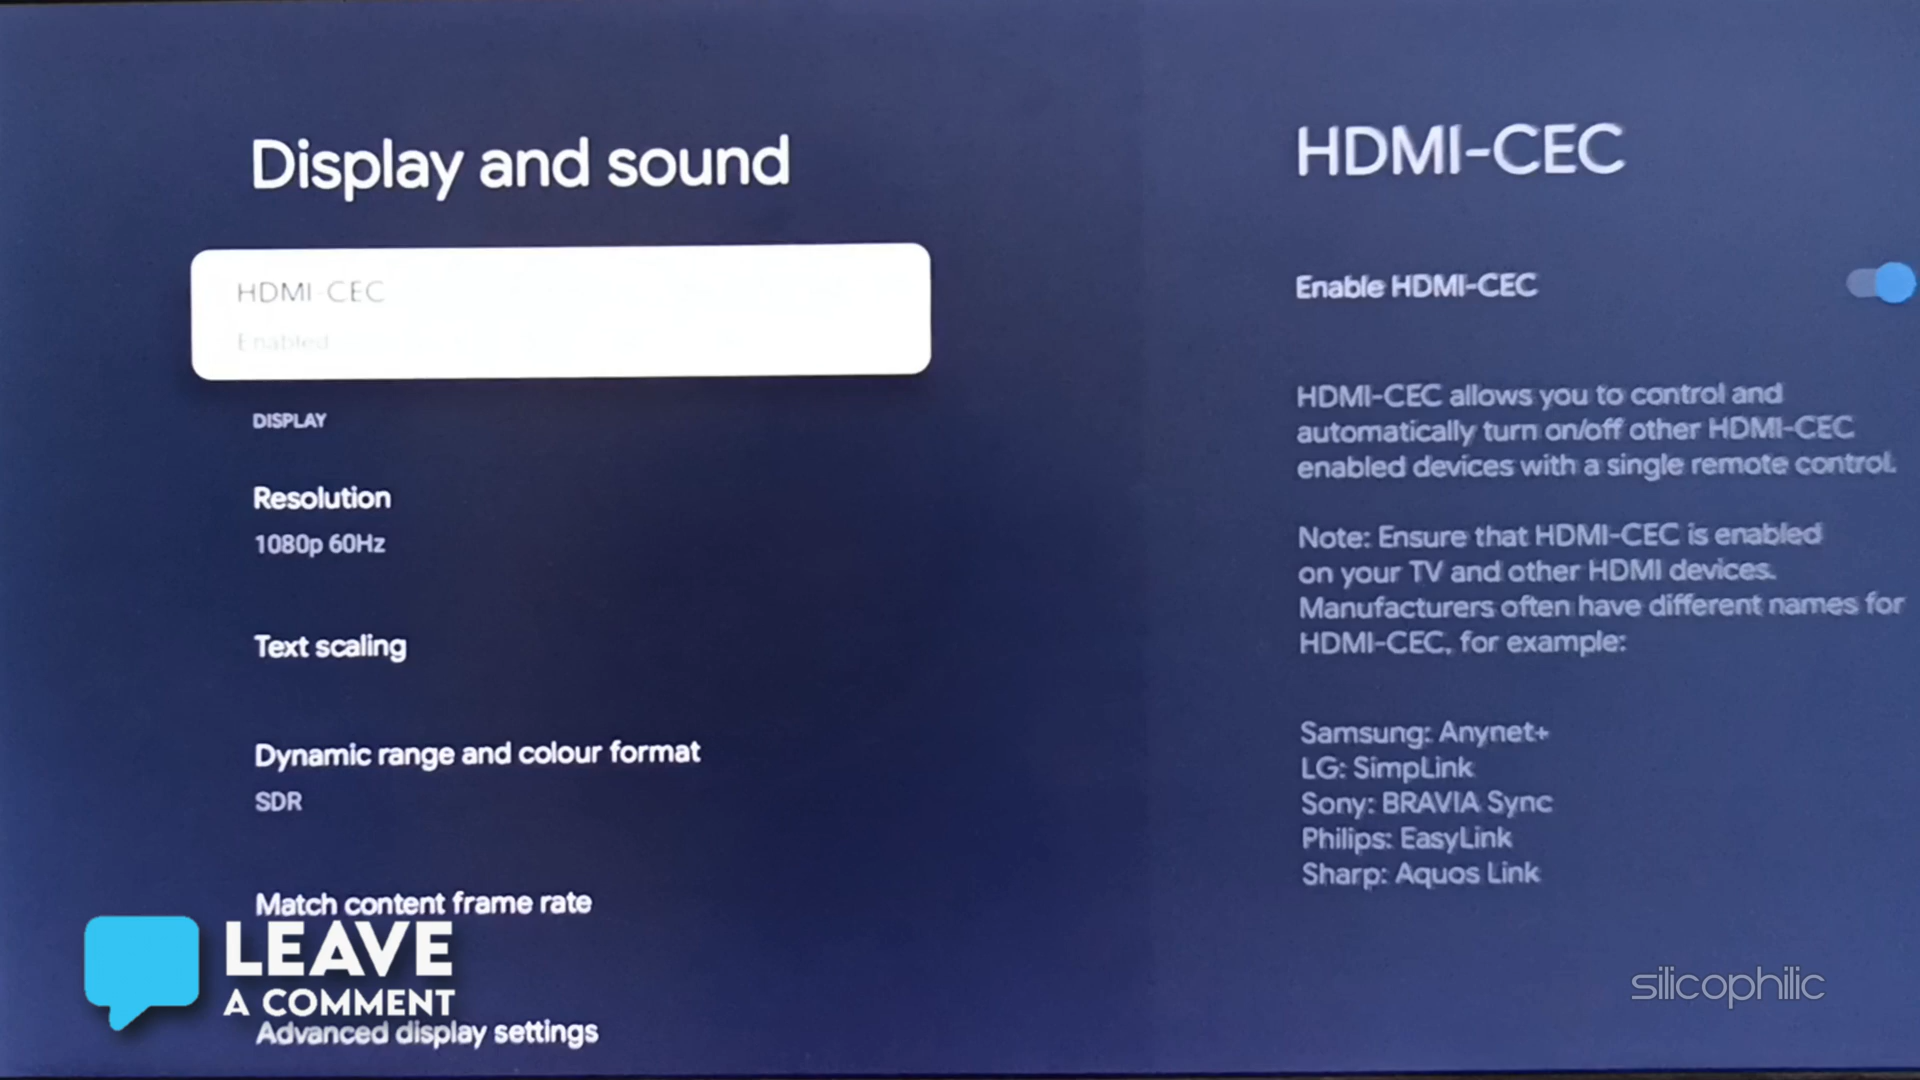 Display and sound
HDMI-CEC
Enabled
DISPLAY
Resolution
1080p 60Hz
Text scaling
Dynamic range and colour format
SDR
Match content frame rate
LEAVE
A COMMENT
Advanced display settings
HDMI-CEC
Enable HDMI-CEC
HDMI-CEC allows you to control and
automatically turn on/off other HDMI-CEC
enabled devices with a single remote control.
Note: Ensure that HDMI-CEC is enabled
on your TV and other HDMI devices.
Manufacturers often have different names for
HDMI-CEC, for example:
Samsung: Anynet+
LG: SimpLink
Sony: BRAVIA Sync
Philips: EasyLink
Sharp: Aquos Link
silicophilic